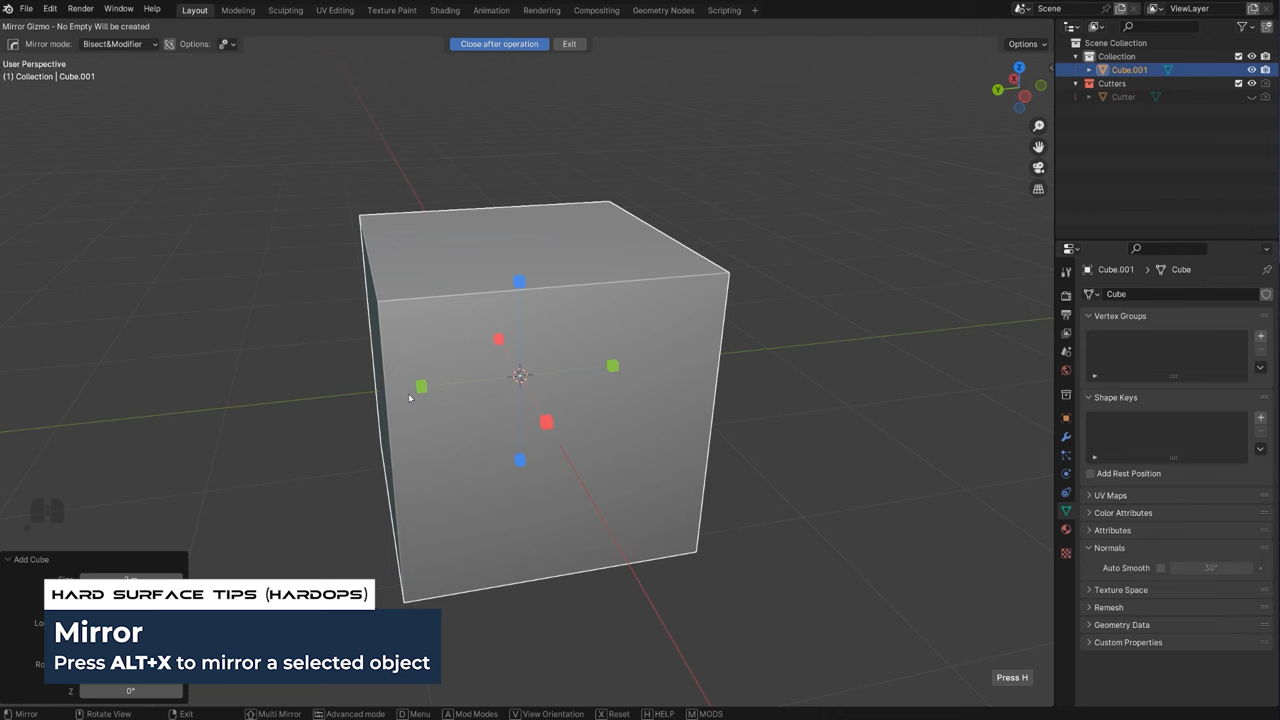 File Edit Render Window Help
Layout Modeling Sculpting UV Editing Texture Paint Shading Animation Rendering Compositing Geometry Nodes Scripting +
Scene
ViewLayer
Mirror Gizmo - No Empty Will be created
Mirror mode: Bisect&Modifier Options:
Close after operation Exit
Options
User Perspective
(1) Collection | Cube.001
Z
X
Y
Scene Collection
Collection
Cube.001
Cutters
Cutter
Cube.001 > Cube
Cube
Vertex Groups
Shape Keys
Add Rest Position
UV Maps
Color Attributes
Attributes
Normals
Auto Smooth 30°
Texture Space
Remesh
Geometry Data
Custom Properties
Add Cube
HARD SURFACE TIPS (HARDOPS)
Mirror
Press ALT+X to mirror a selected object
Z 0°
Press H
Mirror Rotate View Exit Multi Mirror Advanced mode D Menu A Mod Modes V View Orientation X Reset H HELP M MODS